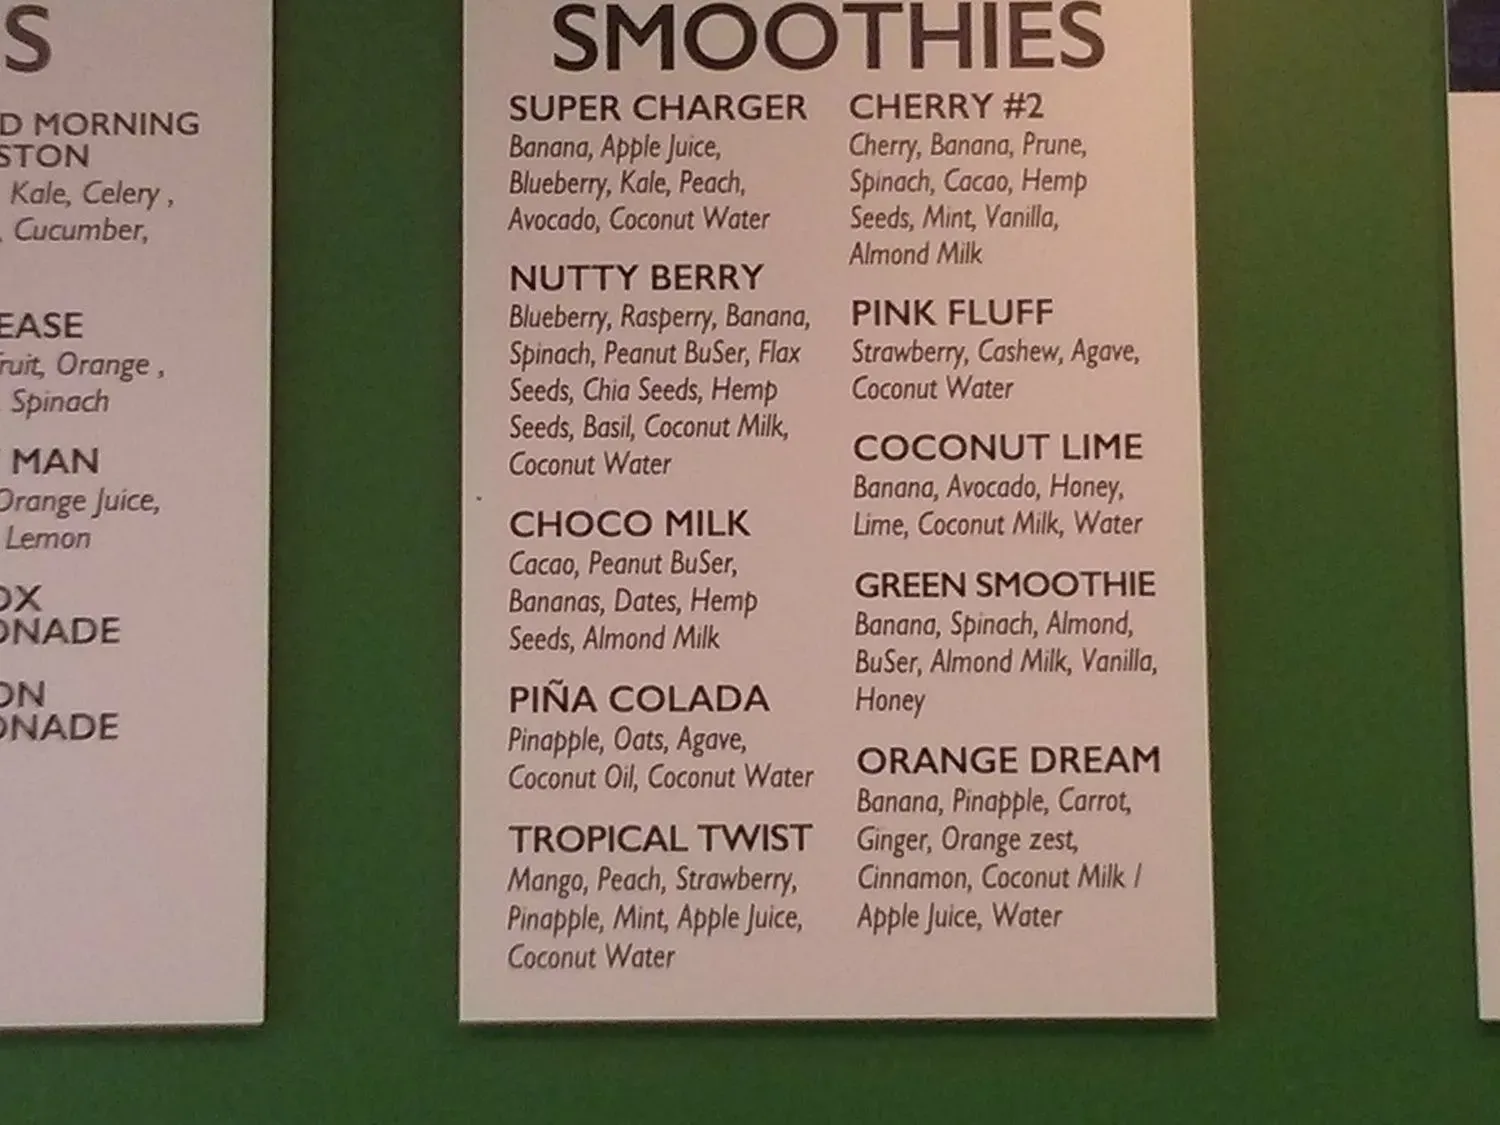 S
D MORNING
STON
Kale, Celery ,
, Cucumber,
EASE
ruit, Orange ,
Spinach
MAN
Orange Juice,
Lemon
OX
ONADE
ON
ONADE
SMOOTHIES
SUPER CHARGER
Banana, Apple Juice,
Blueberry, Kale, Peach,
Avocado, Coconut Water
NUTTY BERRY
Blueberry, Rasperry, Banana,
Spinach, Peanut BuSer, Flax
Seeds, Chia Seeds, Hemp
Seeds, Basil, Coconut Milk,
Coconut Water
CHOCO MILK
Cacao, Peanut BuSer,
Bananas, Dates, Hemp
Seeds, Almond Milk
PIÑA COLADA
Pinapple, Oats, Agave,
Coconut Oil, Coconut Water
TROPICAL TWIST
Mango, Peach, Strawberry,
Pinapple, Mint, Apple Juice,
Coconut Water
CHERRY #2
Cherry, Banana, Prune,
Spinach, Cacao, Hemp
Seeds, Mint, Vanilla,
Almond Milk
PINK FLUFF
Strawberry, Cashew, Agave,
Coconut Water
COCONUT LIME
Banana, Avocado, Honey,
Lime, Coconut Milk, Water
GREEN SMOOTHIE
Banana, Spinach, Almond,
BuSer, Almond Milk, Vanilla,
Honey
ORANGE DREAM
Banana, Pinapple, Carrot,
Ginger, Orange zest,
Cinnamon, Coconut Milk /
Apple Juice, Water